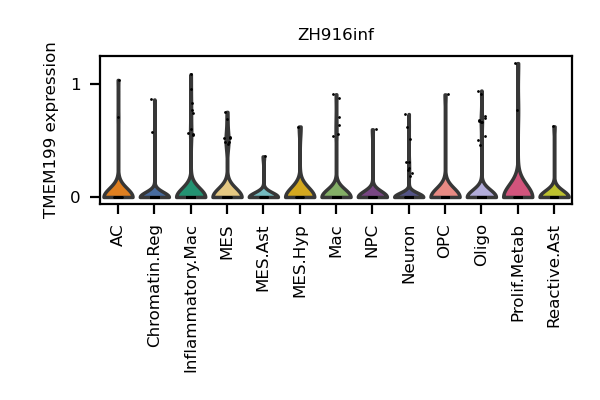 ZH916inf
TMEM199 expression
1
0
AC
Chromatin.Reg
Inflammatory.Mac
MES
MES.Ast
MES.Hyp
Mac
NPC
Neuron
OPC
Oligo
Prolif.Metab
Reactive.Ast